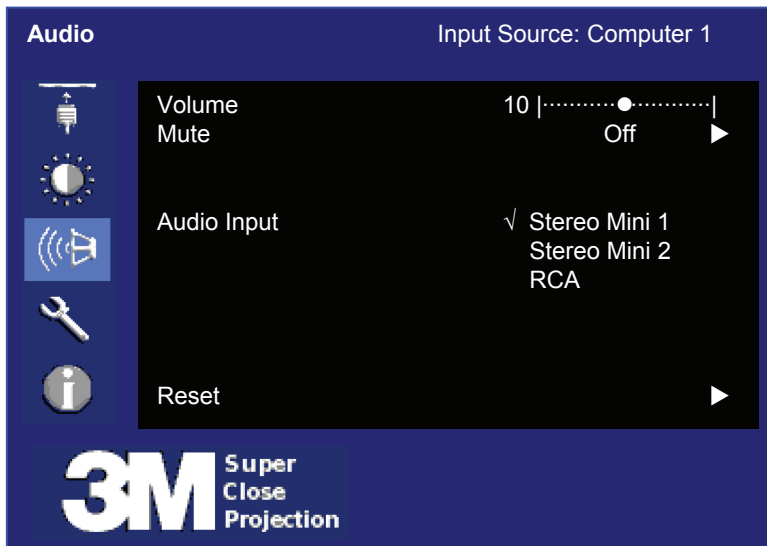 Audio Input Source: Computer 1
Volume 10 |······················|
Mute Off ▶
Audio Input √ Stereo Mini 1
Stereo Mini 2
RCA
Reset ▶
3M Super
Close
Projection